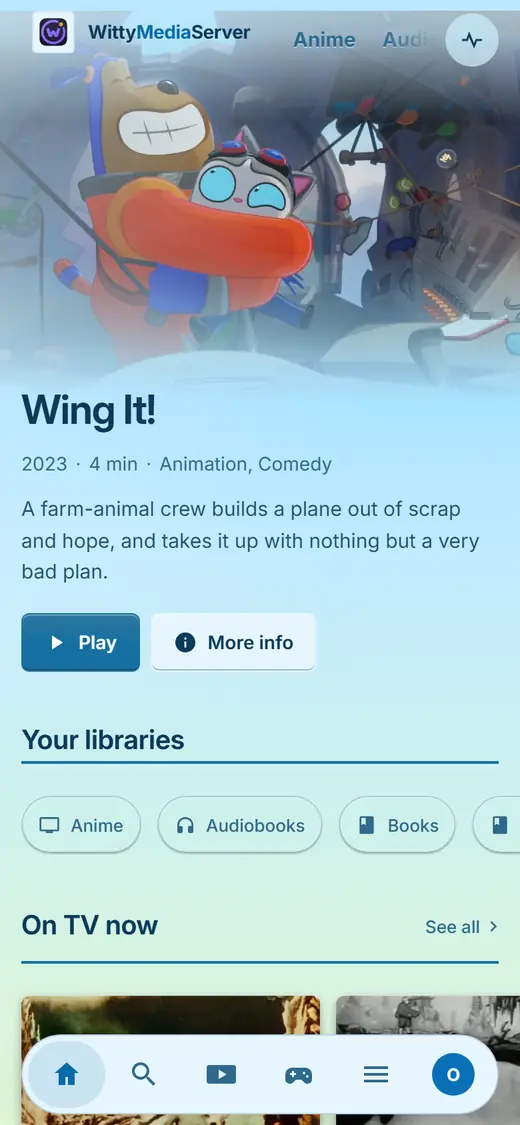 WittyMediaServer
Anime
Wing It!
2023 · 4 min · Animation, Comedy
A farm-animal crew builds a plane out of scrap
and hope, and takes it up with nothing but a very
bad plan.
Play
More info
Your libraries
Anime
Audiobooks
Books
On TV now
See all
O